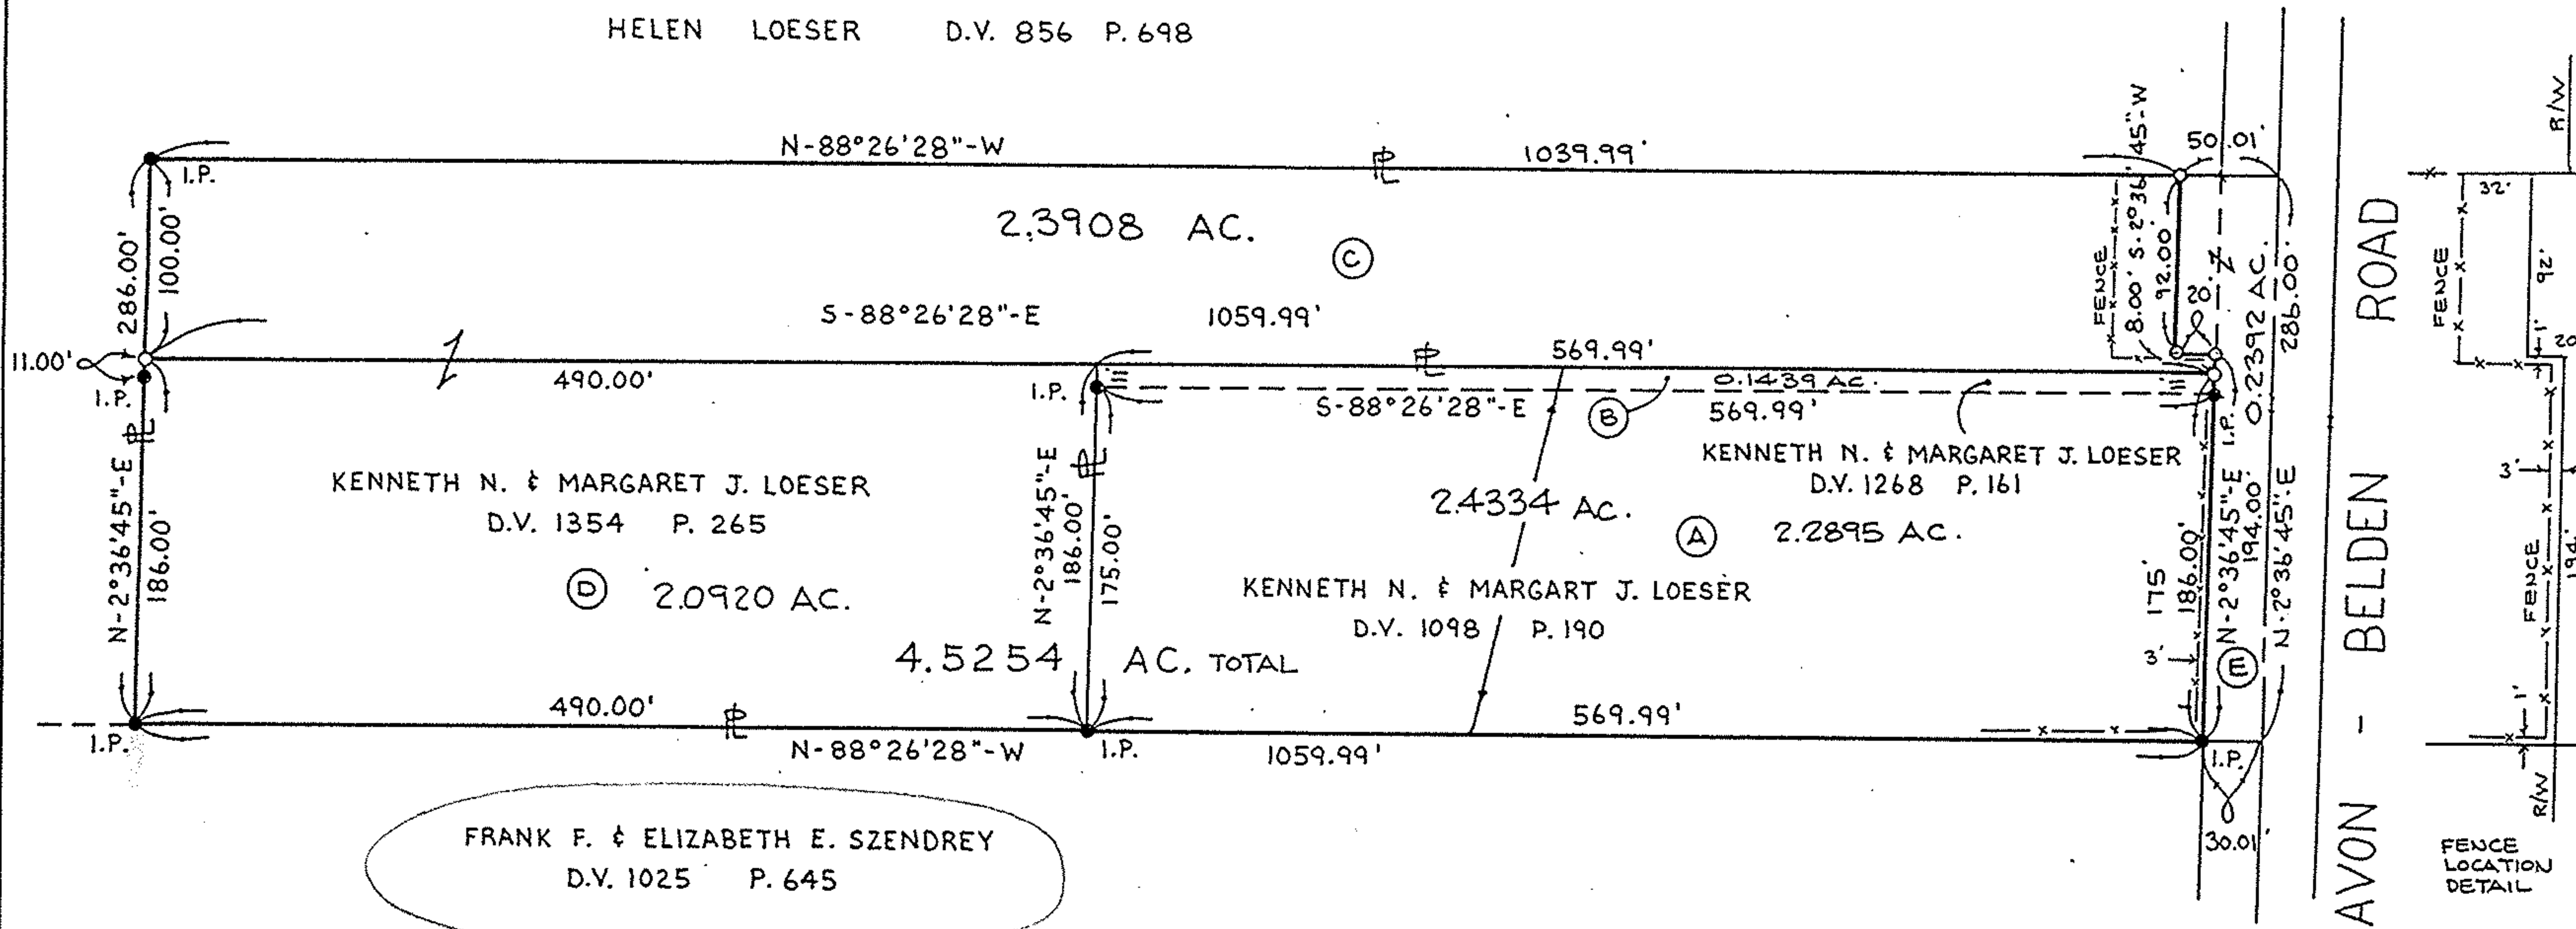 HELEN LOESER D.V. 856 P. 698
N-88°26'28"-W
1039.99'
50.01'
I.P.
286.00'
100.00'
2.3908 AC.
C
S-88°26'28"-E
1059.99'
FENCE
8.00'
S-2°36'45"-W
92.00'
20'
11.00'
I.P.
490.00'
569.99'
I.P.
0.1439 AC.
S-88°26'28"-E
B
569.99'
I.P.
0.2392 AC.
286.00'
N-2°36'45"-E
186.00'
KENNETH N. & MARGARET J. LOESER
D.V. 1354 P. 265
D
2.0920 AC.
N-2°36'45"-E
186.00'
175.00'
KENNETH N. & MARGARET J. LOESER
D.V. 1268 P. 161
2.4334 AC.
A
2.2895 AC.
KENNETH N. & MARGART J. LOESER
D.V. 1098 P. 190
4.5254 AC. TOTAL
175'
186.00'
N-2°36'45"-E
194.00'
N-2°36'45"-E
3'
E
490.00'
569.99'
I.P.
N-88°26'28"-W
I.P.
1059.99'
I.P.
30.01'
FRANK F. & ELIZABETH E. SZENDREY
D.V. 1025 P. 645
AVON - BELDEN ROAD
R/W
32'
FENCE
92'
1'
20
3'
FENCE
194'
1'
R/W
FENCE
LOCATION
DETAIL